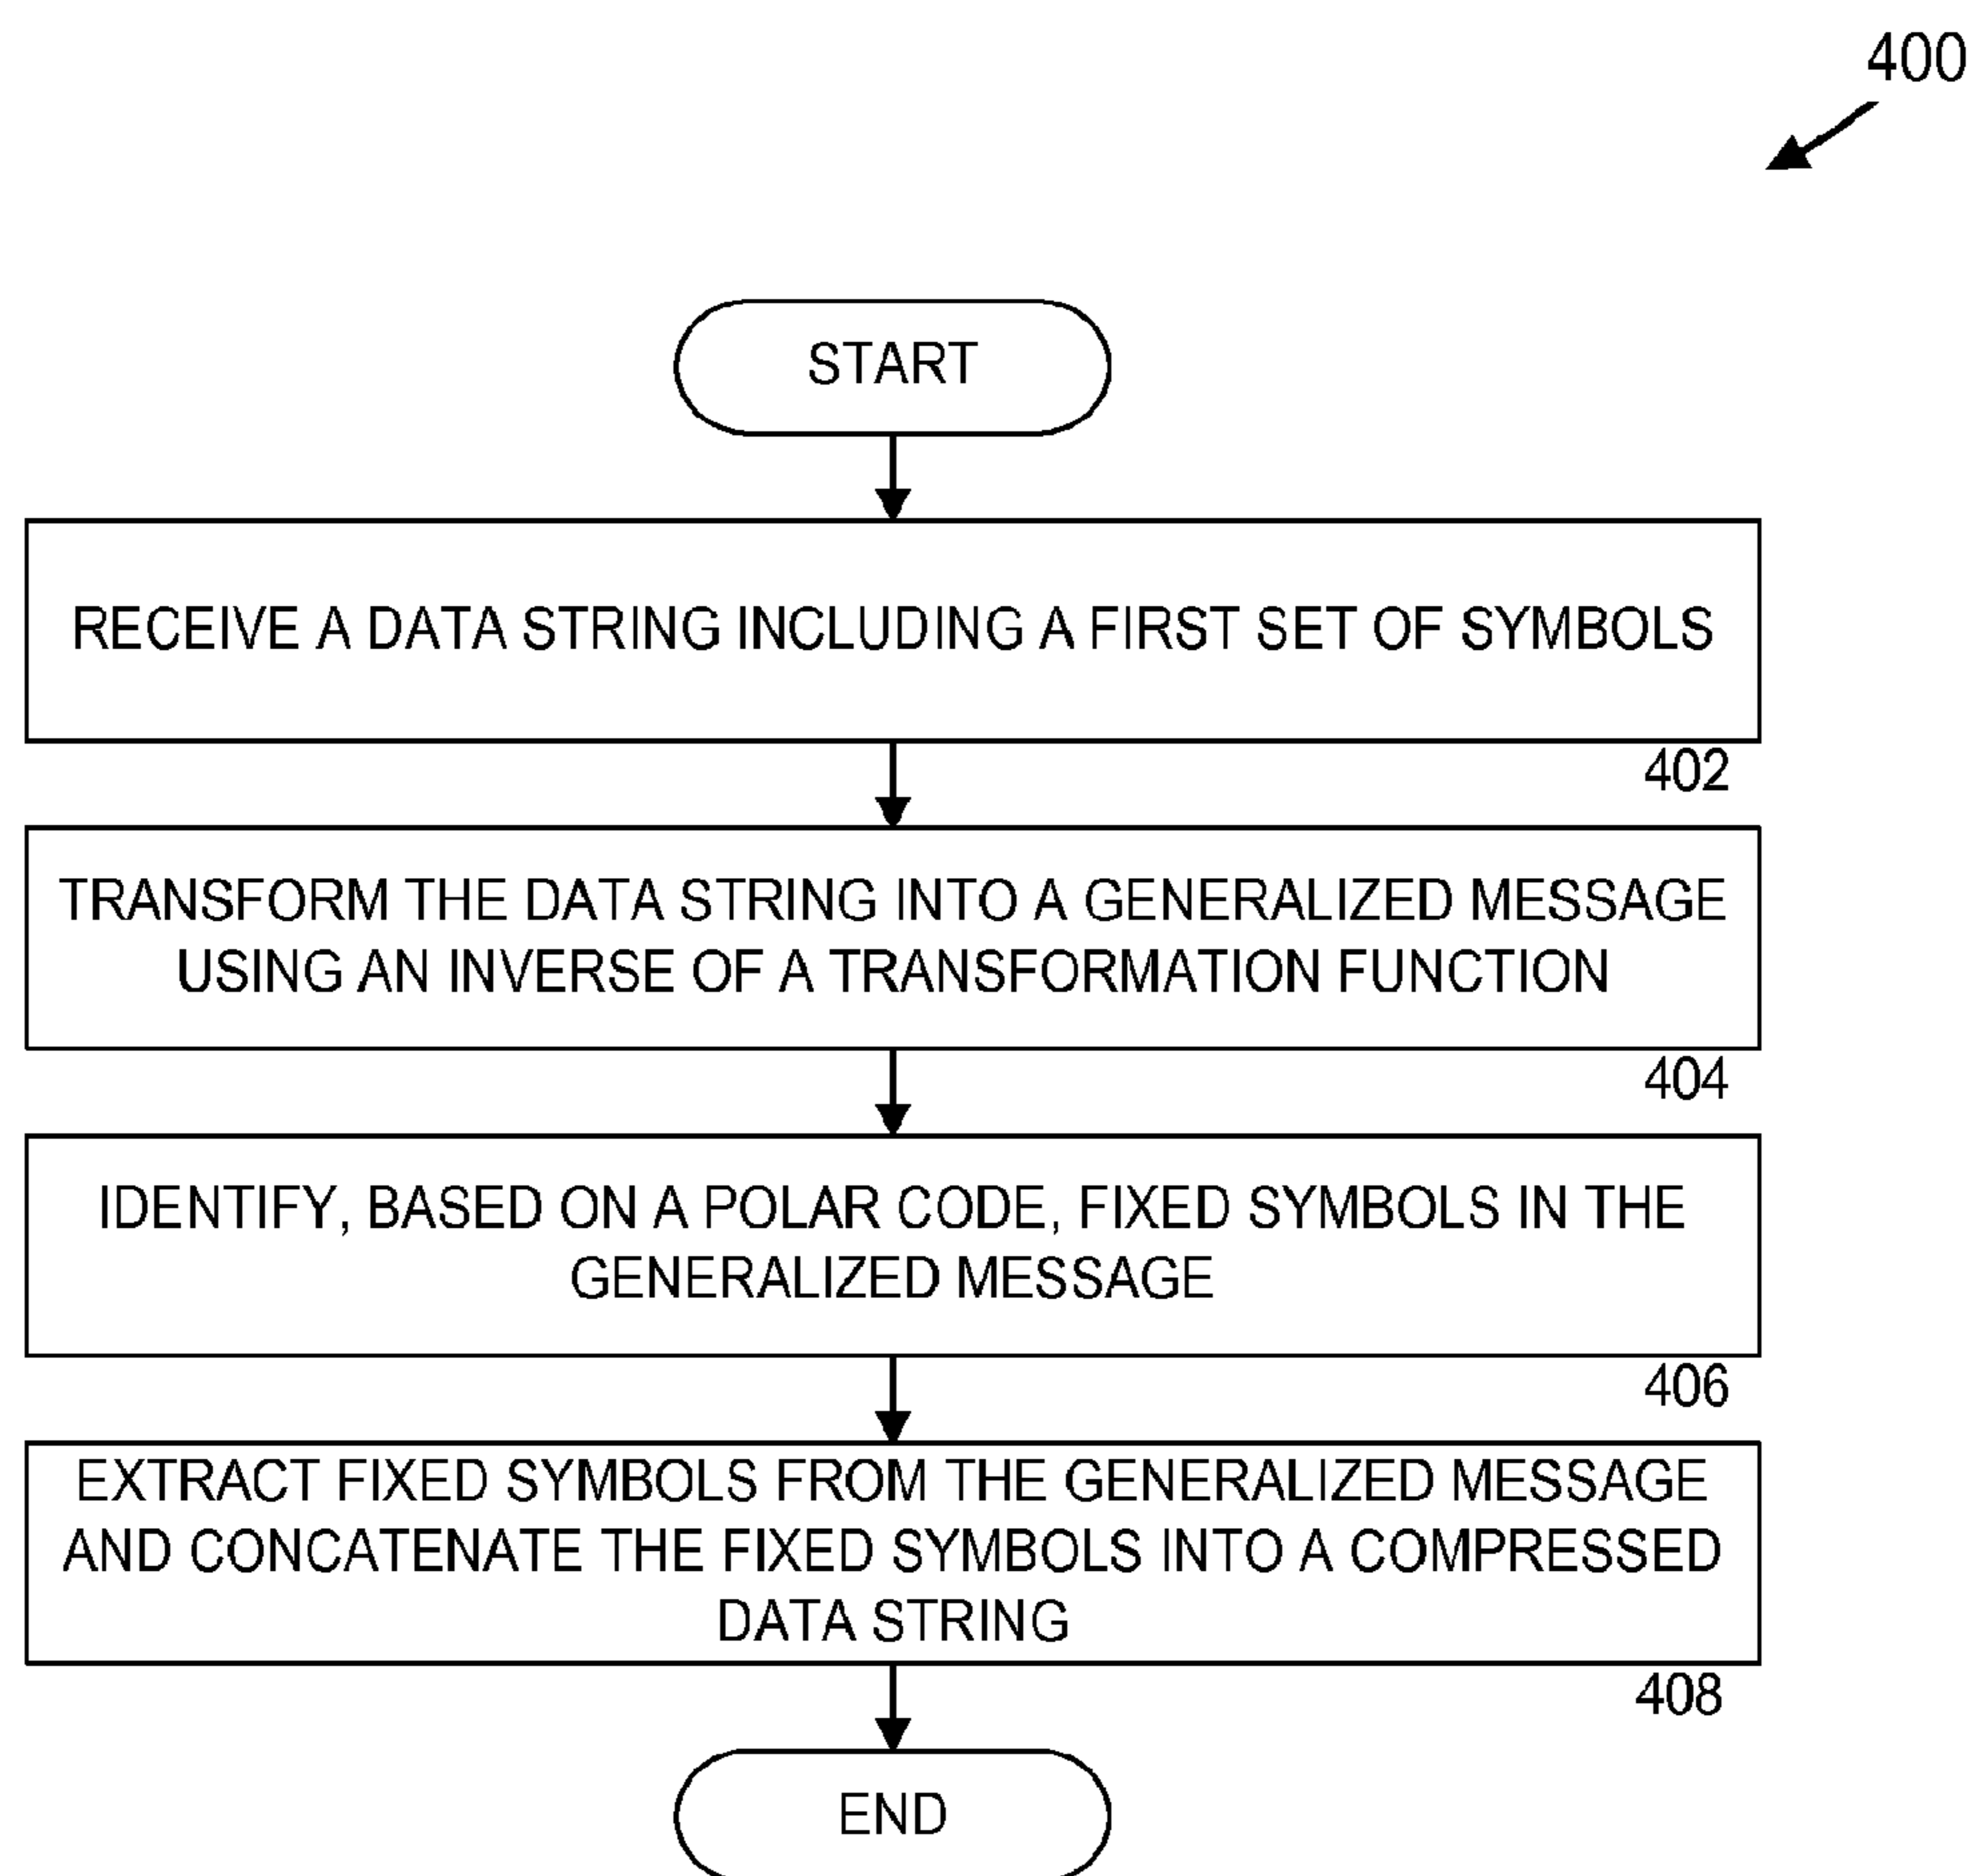 400
START
RECEIVE A DATA STRING INCLUDING A FIRST SET OF SYMBOLS
402
TRANSFORM THE DATA STRING INTO A GENERALIZED MESSAGE
USING AN INVERSE OF A TRANSFORMATION FUNCTION
404
IDENTIFY, BASED ON A POLAR CODE, FIXED SYMBOLS IN THE
GENERALIZED MESSAGE
406
EXTRACT FIXED SYMBOLS FROM THE GENERALIZED MESSAGE
AND CONCATENATE THE FIXED SYMBOLS INTO A COMPRESSED
DATA STRING
408
END